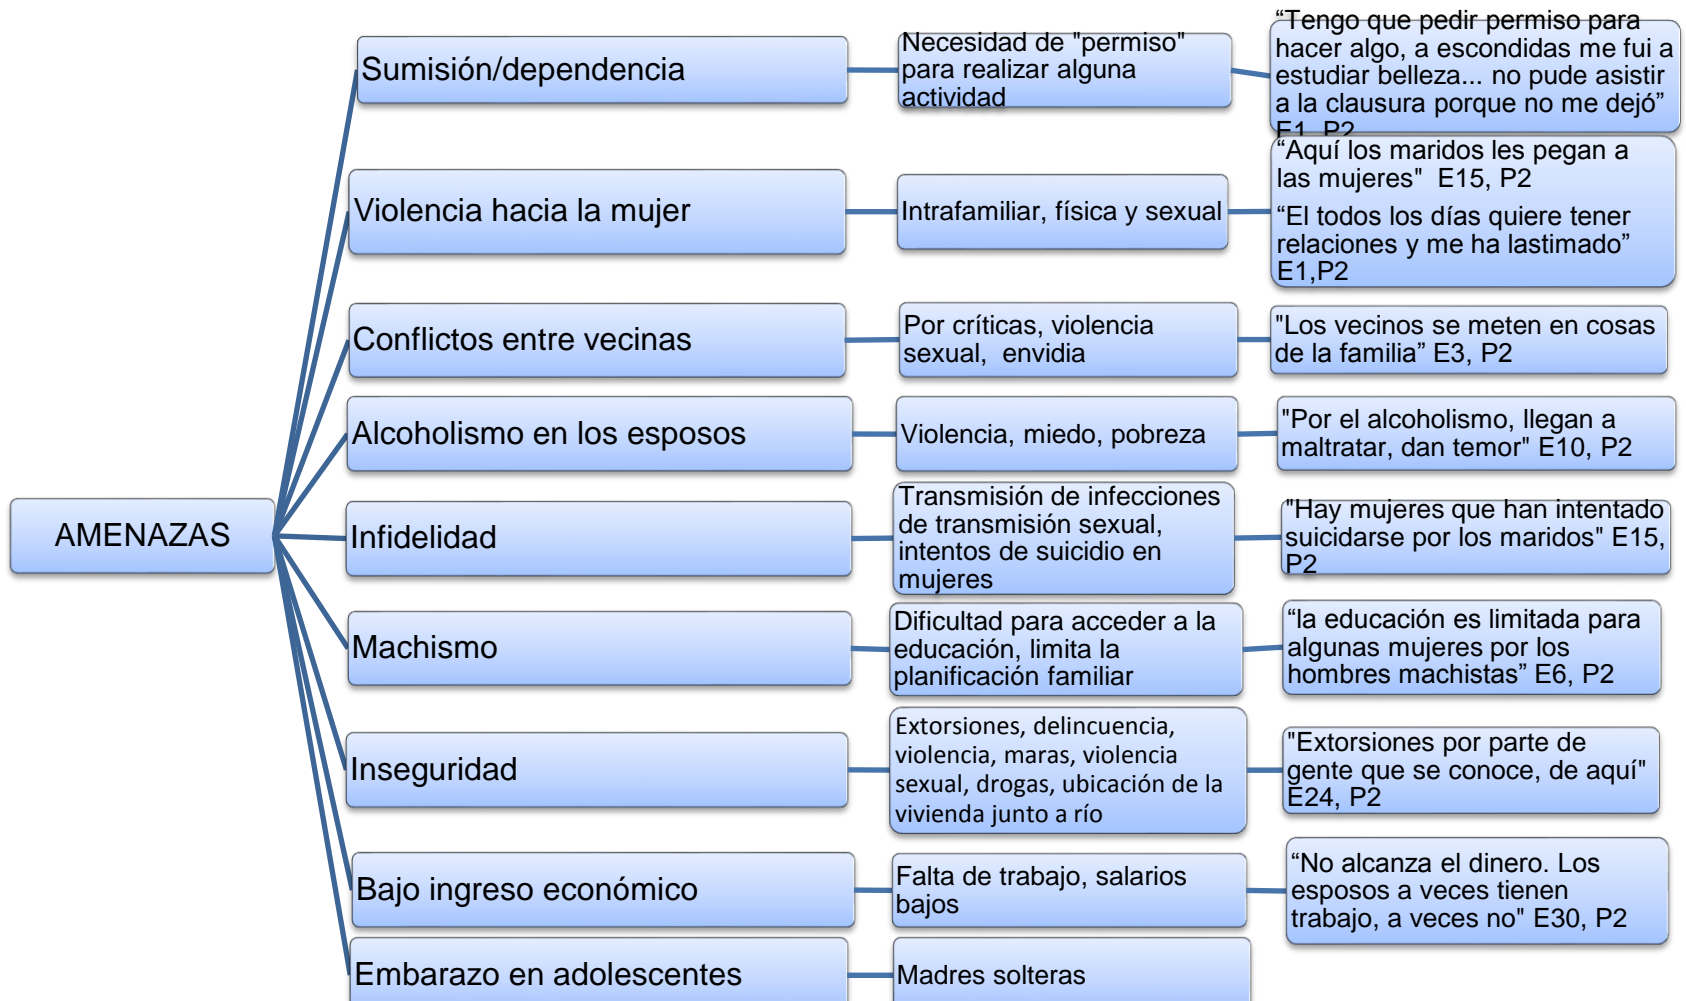 AMENAZAS
Sumisión/dependencia
Necesidad de "permiso"
para realizar alguna
actividad
“Tengo que pedir permiso para
hacer algo, a escondidas me fui a
estudiar belleza... no pude asistir
a la clausura porque no me dejó”
E1, P2
Violencia hacia la mujer
Intrafamiliar, física y sexual
“Aquí los maridos les pegan a
las mujeres" E15, P2
“El todos los días quiere tener
relaciones y me ha lastimado”
E1,P2
Conflictos entre vecinas
Por críticas, violencia
sexual, envidia
"Los vecinos se meten en cosas
de la familia” E3, P2
Alcoholismo en los esposos
Violencia, miedo, pobreza
"Por el alcoholismo, llegan a
maltratar, dan temor" E10, P2
Infidelidad
Transmisión de infecciones
de transmisión sexual,
intentos de suicidio en
mujeres
"Hay mujeres que han intentado
suicidarse por los maridos" E15,
P2
Machismo
Dificultad para acceder a la
educación, limita la
planificación familiar
“la educación es limitada para
algunas mujeres por los
hombres machistas” E6, P2
Inseguridad
Extorsiones, delincuencia,
violencia, maras, violencia
sexual, drogas, ubicación de la
vivienda junto a río
"Extorsiones por parte de
gente que se conoce, de aquí"
E24, P2
Bajo ingreso económico
Falta de trabajo, salarios
bajos
“No alcanza el dinero. Los
esposos a veces tienen
trabajo, a veces no" E30, P2
Embarazo en adolescentes
Madres solteras